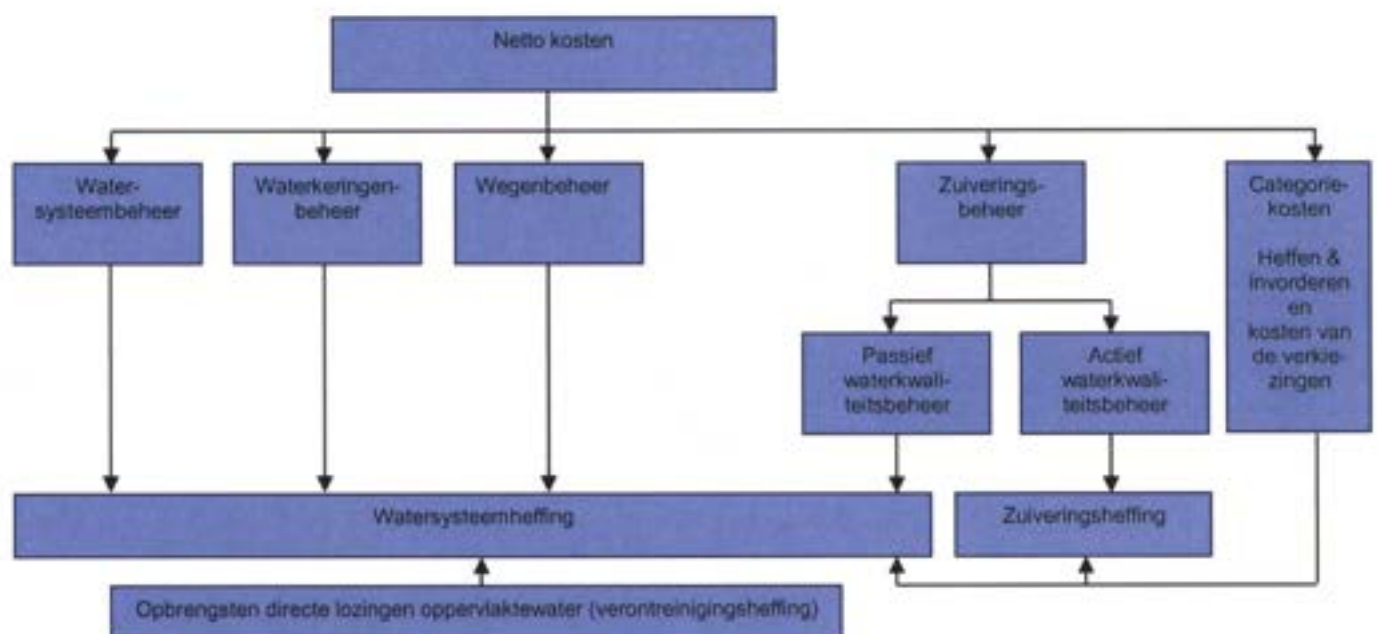 Netto kosten
Water-
systeembeheer
Waterkeringen-
beheer
Wegenbeheer
Zuiverings-
beheer
Categorie-
kosten
Heffen &
invorderen
en
kosten van
de verkie-
zingen
Passief
waterkwali-
teitsbeheer
Actief
waterkwali-
teitsbeheer
Watersysteemheffing
Zuiveringsheffing
Opbrengsten directe lozingen oppervlaktewater (verontreinigingsheffing)